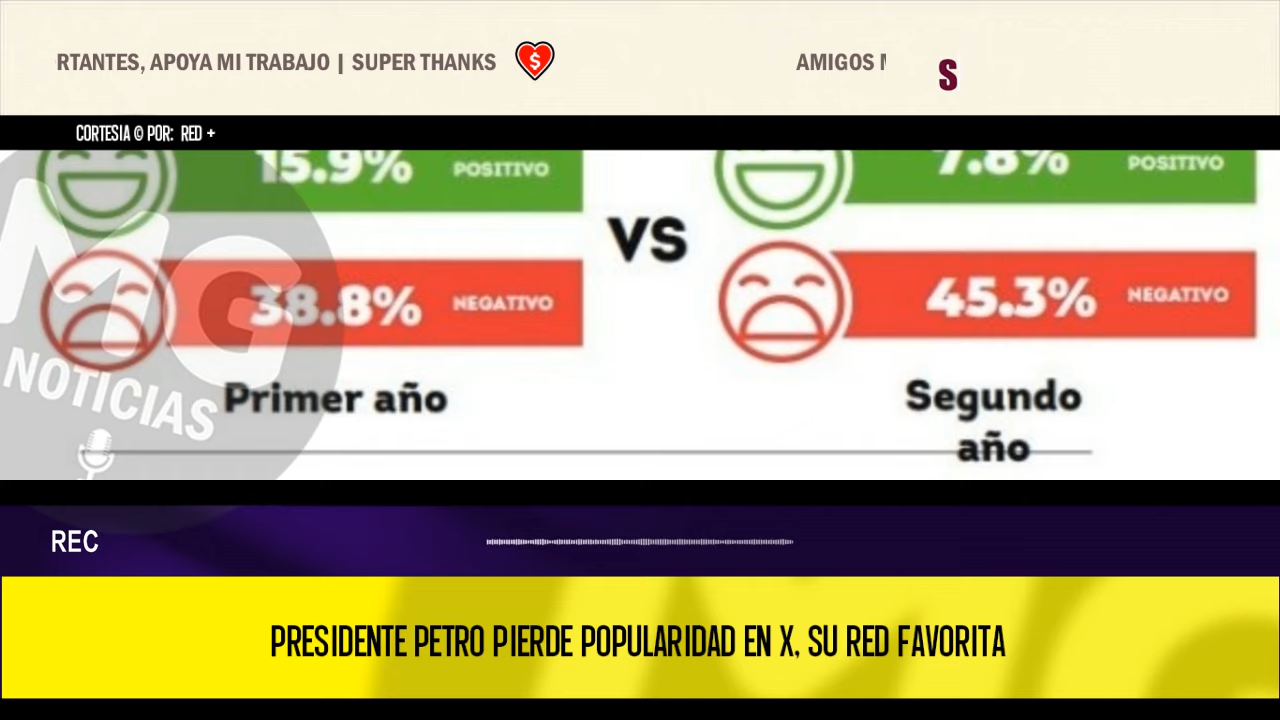 RTANTES, APOYA MI TRABAJO | SUPER THANKS
AMIGOS
S
CORTESIA © POR: RED +
15.9% POSITIVO
7.8% POSITIVO
VS
38.8% NEGATIVO
45.3% NEGATIVO
MG
NOTICIAS
Primer año
Segundo
año
REC
PRESIDENTE PETRO PIERDE POPULARIDAD EN X, SU RED FAVORITA